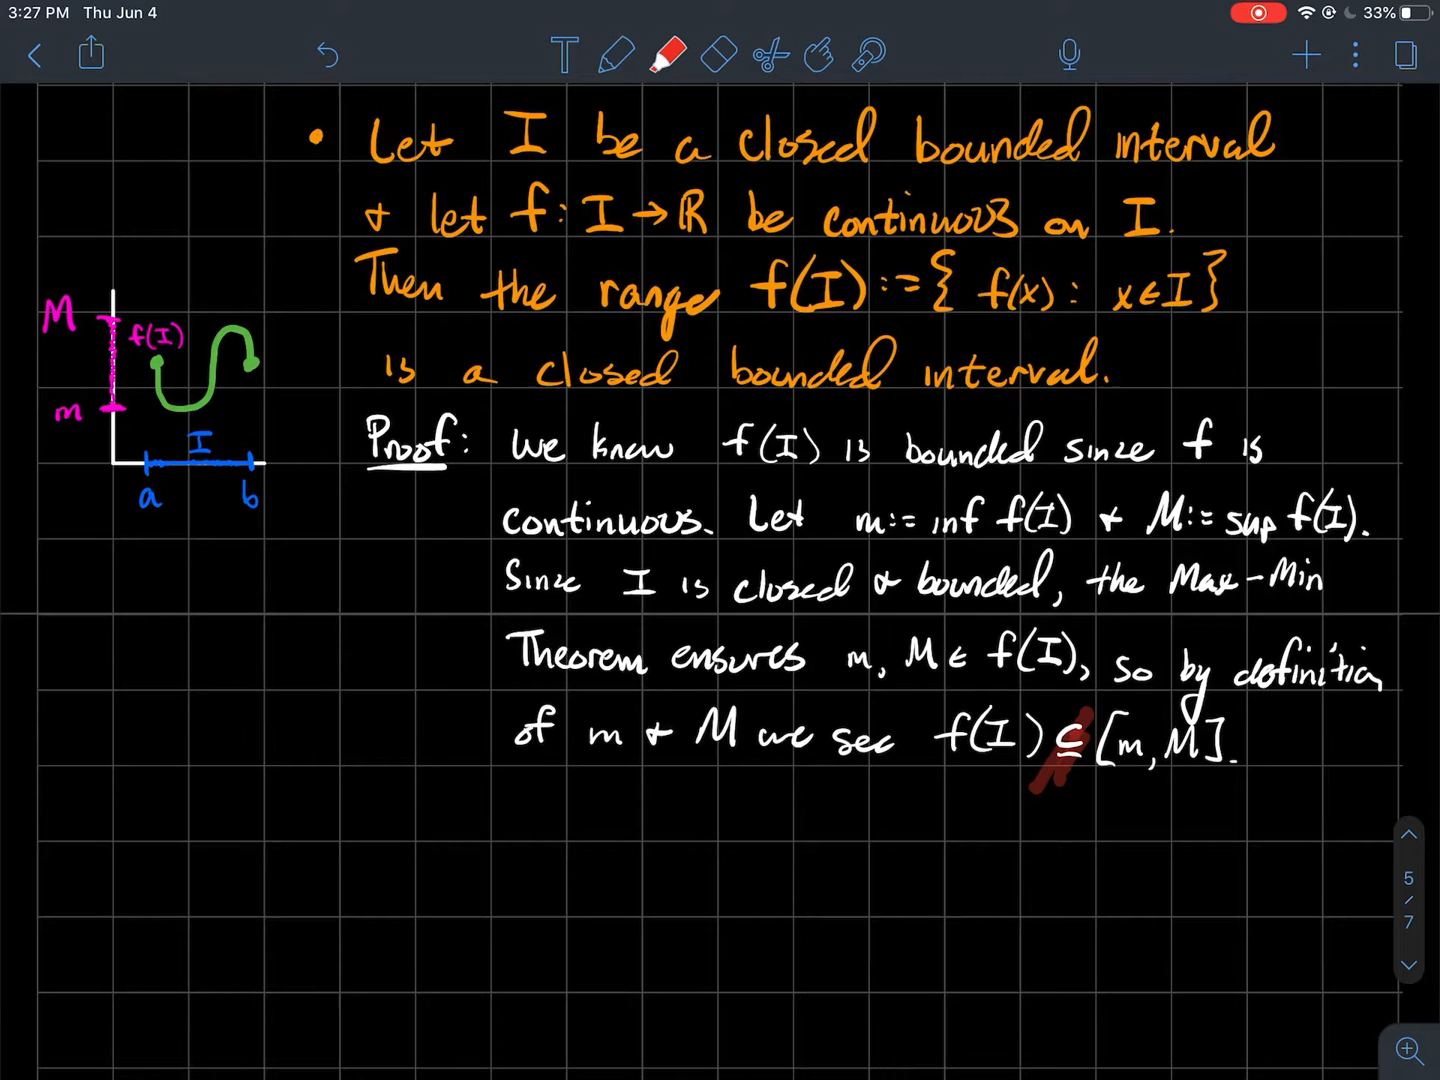 3:27 PM Thu Jun 4
33%
• Let I be a closed bounded interval
& let f: I → ℝ be continuous on I.
Then the range f(I) := { f(x) : x ∈ I }
is a closed bounded interval.
M
f(I)
m
I
a b
Proof: We know f(I) is bounded since f is
continuous. Let m := inf f(I) & M := sup f(I).
Since I is closed & bounded, the Max-Min
Theorem ensures m, M ∈ f(I), so by definition
of m & M we see f(I) ⊆ [m, M].
5
/
7